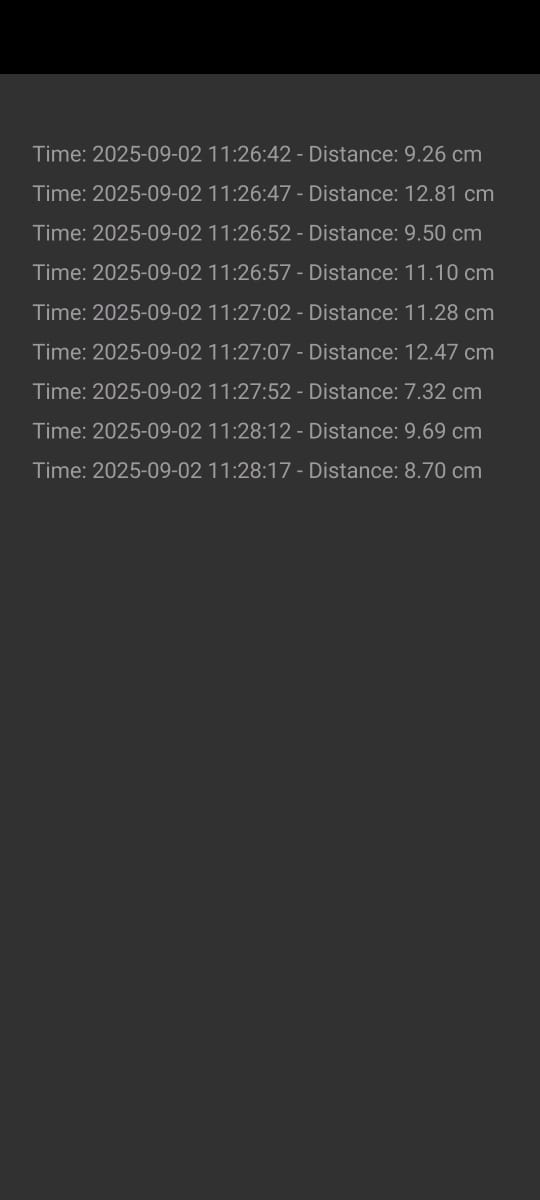 Time: 2025-09-02 11:26:42 - Distance: 9.26 cm
Time: 2025-09-02 11:26:47 - Distance: 12.81 cm
Time: 2025-09-02 11:26:52 - Distance: 9.50 cm
Time: 2025-09-02 11:26:57 - Distance: 11.10 cm
Time: 2025-09-02 11:27:02 - Distance: 11.28 cm
Time: 2025-09-02 11:27:07 - Distance: 12.47 cm
Time: 2025-09-02 11:27:52 - Distance: 7.32 cm
Time: 2025-09-02 11:28:12 - Distance: 9.69 cm
Time: 2025-09-02 11:28:17 - Distance: 8.70 cm